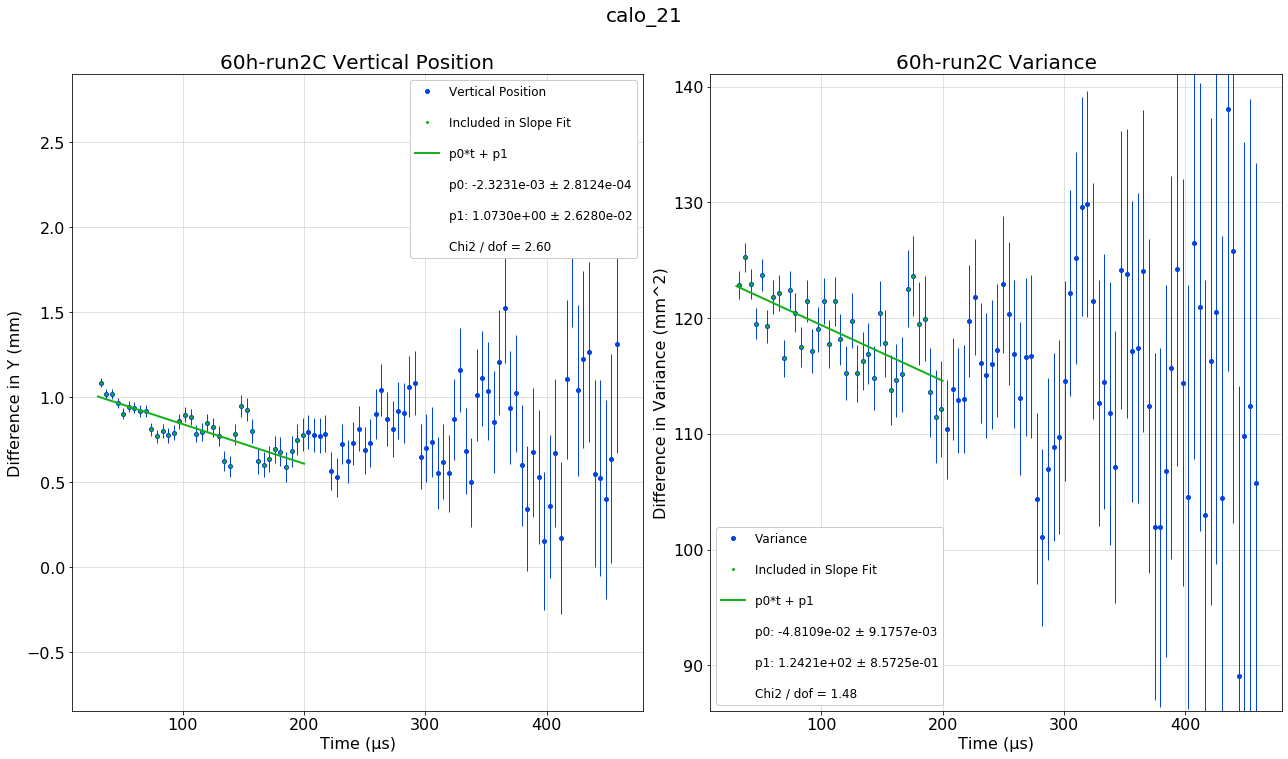 calo_21
60h-run2C Vertical Position
Difference in Y (mm)
2.5
2.0
1.5
1.0
0.5
0.0
−0.5
100
200
300
400
Time (μs)
Vertical Position
Included in Slope Fit
p0*t + p1
p0: -2.3231e-03 ± 2.8124e-04
p1: 1.0730e+00 ± 2.6280e-02
Chi2 / dof = 2.60
60h-run2C Variance
Difference in Variance (mm^2)
140
130
120
110
100
90
100
200
300
400
Time (μs)
Variance
Included in Slope Fit
p0*t + p1
p0: -4.8109e-02 ± 9.1757e-03
p1: 1.2421e+02 ± 8.5725e-01
Chi2 / dof = 1.48